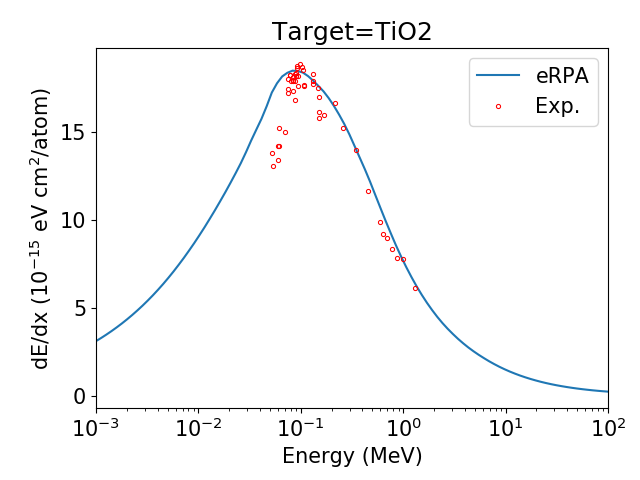 Target=TiO2
dE/dx (10⁻¹⁵ eV cm²/atom)
15
10
5
0
eRPA
Exp.
10⁻³ 10⁻² 10⁻¹ 10⁰ 10¹ 10²
Energy (MeV)